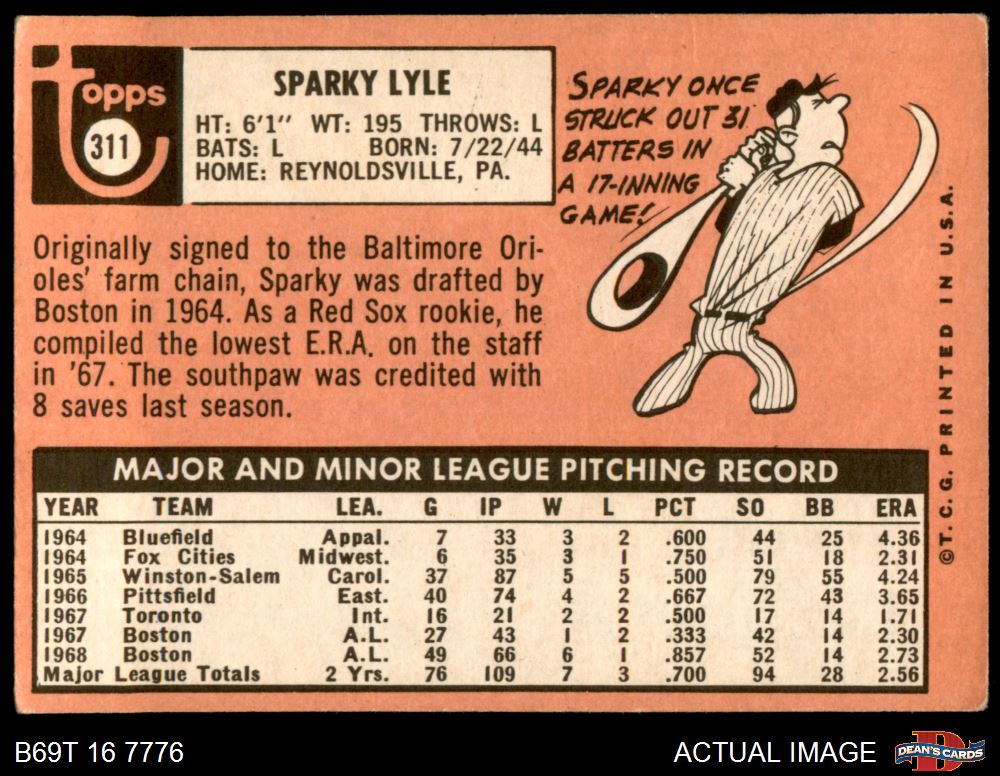 topps
311
SPARKY LYLE
HT: 6'1" WT: 195 THROWS: L
BATS: L BORN: 7/22/44
HOME: REYNOLDSVILLE, PA.
SPARKY ONCE
STRUCK OUT 31
BATTERS IN
A 17-INNING
GAME!
Originally signed to the Baltimore Ori-
oles' farm chain, Sparky was drafted by
Boston in 1964. As a Red Sox rookie, he
compiled the lowest E.R.A. on the staff
in '67. The southpaw was credited with
8 saves last season.
MAJOR AND MINOR LEAGUE PITCHING RECORD
YEAR TEAM LEA. G IP W L PCT SO BB ERA
1964 Bluefield Appal. 7 33 3 2 .600 44 25 4.36
1964 Fox Cities Midwest. 6 35 3 1 .750 51 18 2.31
1965 Winston-Salem Carol. 37 87 5 5 .500 79 55 4.24
1966 Pittsfield East. 40 74 4 2 .667 72 43 3.65
1967 Toronto Int. 16 21 2 2 .500 17 14 1.71
1967 Boston A.L. 27 43 1 2 .333 42 14 2.30
1968 Boston A.L. 49 66 6 1 .857 52 14 2.73
Major League Totals 2 Yrs. 76 109 7 3 .700 94 28 2.56
© T. C. G. PRINTED IN U.S.A.
B69T 16 7776
ACTUAL IMAGE
DEAN'S CARDS